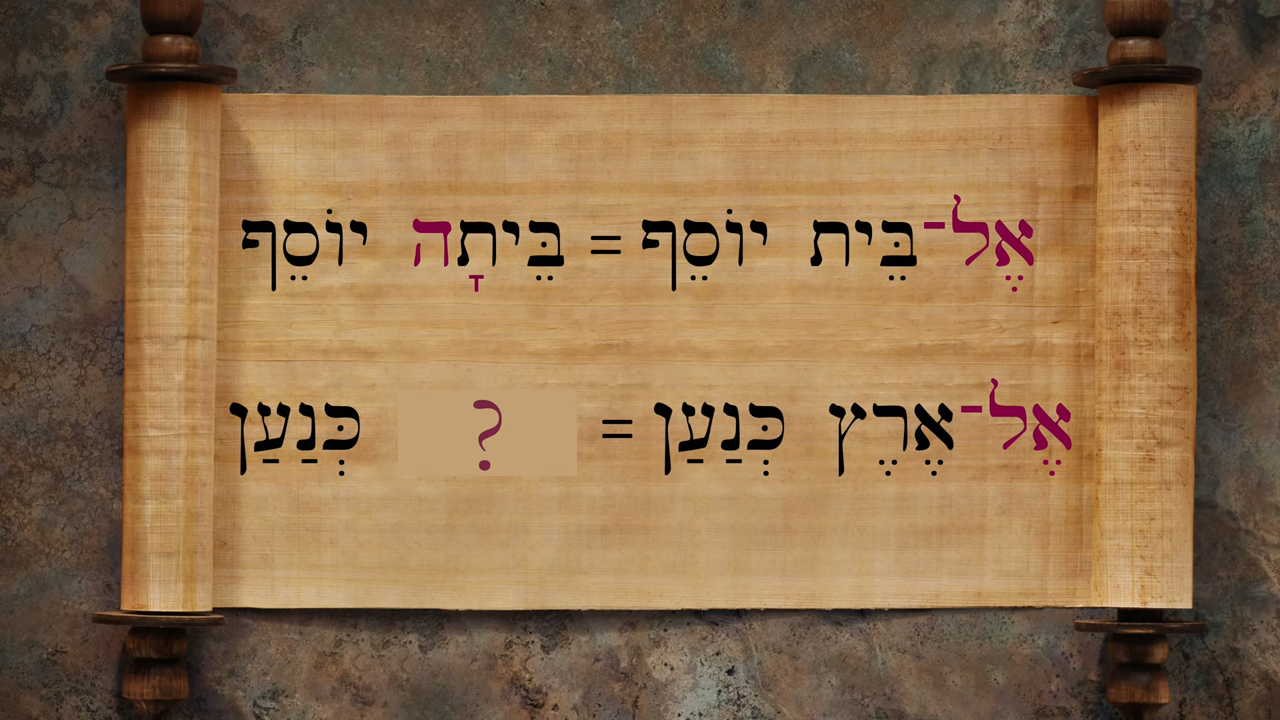 אֶל־בֵּית יוֹסֵף = בֵּיתָה יוֹסֵף
אֶל־אֶרֶץ כְּנַעַן = ? כְּנַעַן